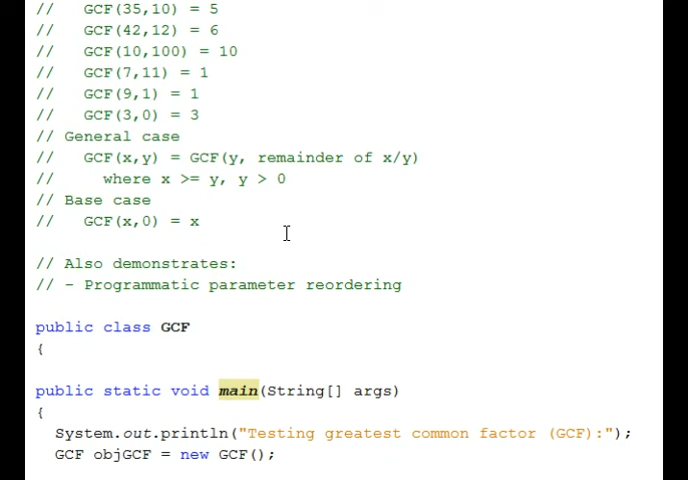 //   GCF(35,10) = 5
//   GCF(42,12) = 6
//   GCF(10,100) = 10
//   GCF(7,11) = 1
//   GCF(9,1) = 1
//   GCF(3,0) = 3
// General case
//   GCF(x,y) = GCF(y, remainder of x/y)
//     where x >= y, y > 0
// Base case
//   GCF(x,0) = x
// Also demonstrates:
// - Programmatic parameter reordering
public class GCF
{
public static void main(String[] args)
{
  System.out.println("Testing greatest common factor (GCF):");
  GCF objGCF = new GCF();